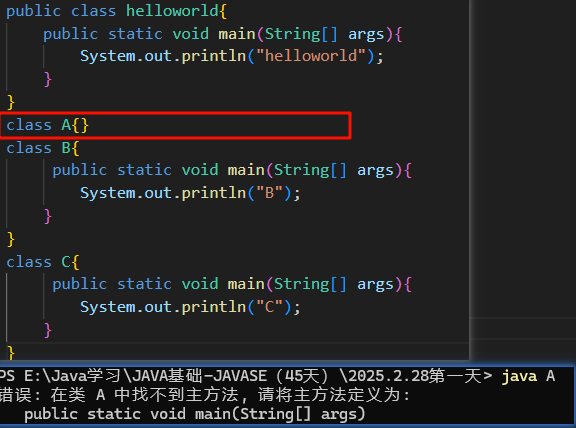 public class helloworld{
public static void main(String[] args){
System.out.println("helloworld");
}
}
class A{}
class B{
public static void main(String[] args){
System.out.println("B");
}
}
class C{
public static void main(String[] args){
System.out.println("C");
}
}
PS E:\Java学习\JAVA基础-JAVASE（45天）\2025.2.28第一天> java A
错误: 在类 A 中找不到主方法, 请将主方法定义为:
public static void main(String[] args)